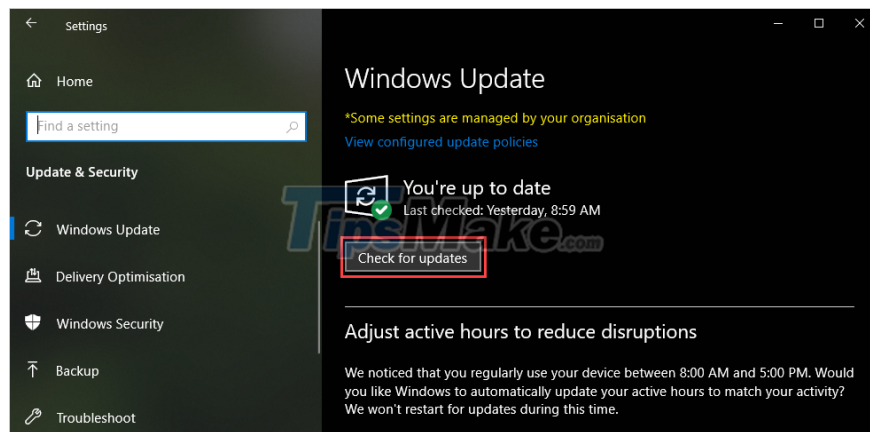 Settings
Home
Find a setting
Update & Security
Windows Update
Delivery Optimisation
Windows Security
Backup
Troubleshoot
Windows Update
*Some settings are managed by your organisation
View configured update policies
You're up to date
Last checked: Yesterday, 8:59 AM
TipsMake.com
Check for updates
Adjust active hours to reduce disruptions
We noticed that you regularly use your device between 8:00 AM and 5:00 PM. Would
you like Windows to automatically update your active hours to match your activity?
We won't restart for updates during this time.